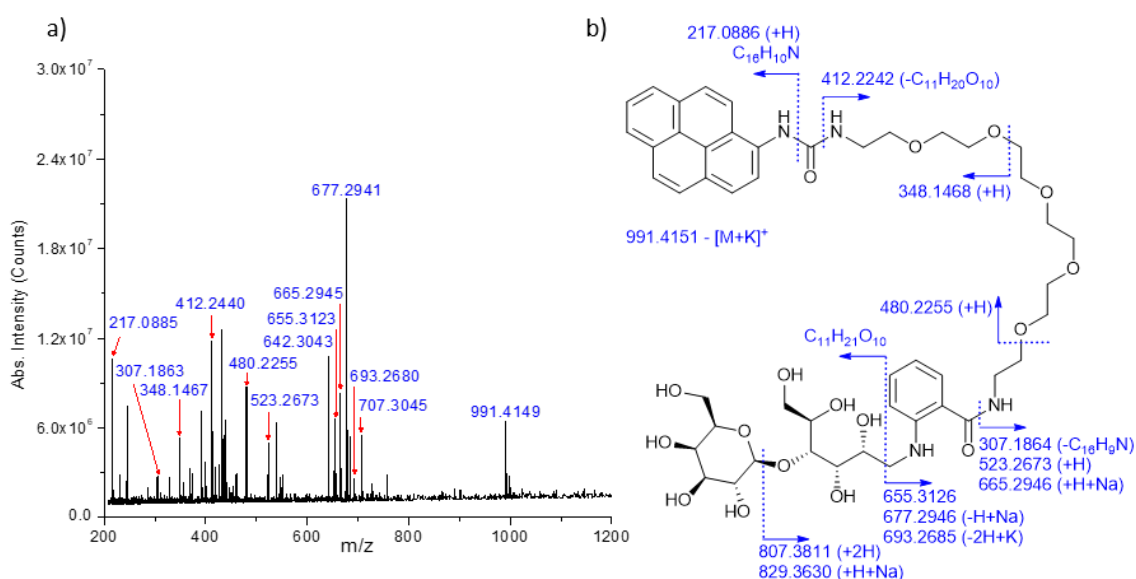 a)
b)
Abs. Intensity (Counts)
3.0x10⁷
2.4x10⁷
1.8x10⁷
1.2x10⁷
6.0x10⁶
0.0
200
400
600
800
1000
1200
m/z
677.2941
665.2945
655.3123
642.3043
412.2440
217.0885
307.1863
348.1467
480.2255
523.2673
693.2680
707.3045
991.4149
217.0886 (+H)
C₁₆H₁₀N
412.2242 (-C₁₁H₂₀O₁₀)
H
N
H
N
O
O
O
348.1468 (+H)
O
O
991.4151 - [M+K]⁺
480.2255 (+H)
O
C₁₁H₂₁O₁₀
HO
HO
OH
H
N
O
HO
O
NH
HO
O
OH
HO
OH
OH
OH
307.1864 (-C₁₆H₉N)
523.2673 (+H)
665.2946 (+H+Na)
655.3126
677.2946 (-H+Na)
693.2685 (-2H+K)
807.3811 (+2H)
829.3630 (+H+Na)